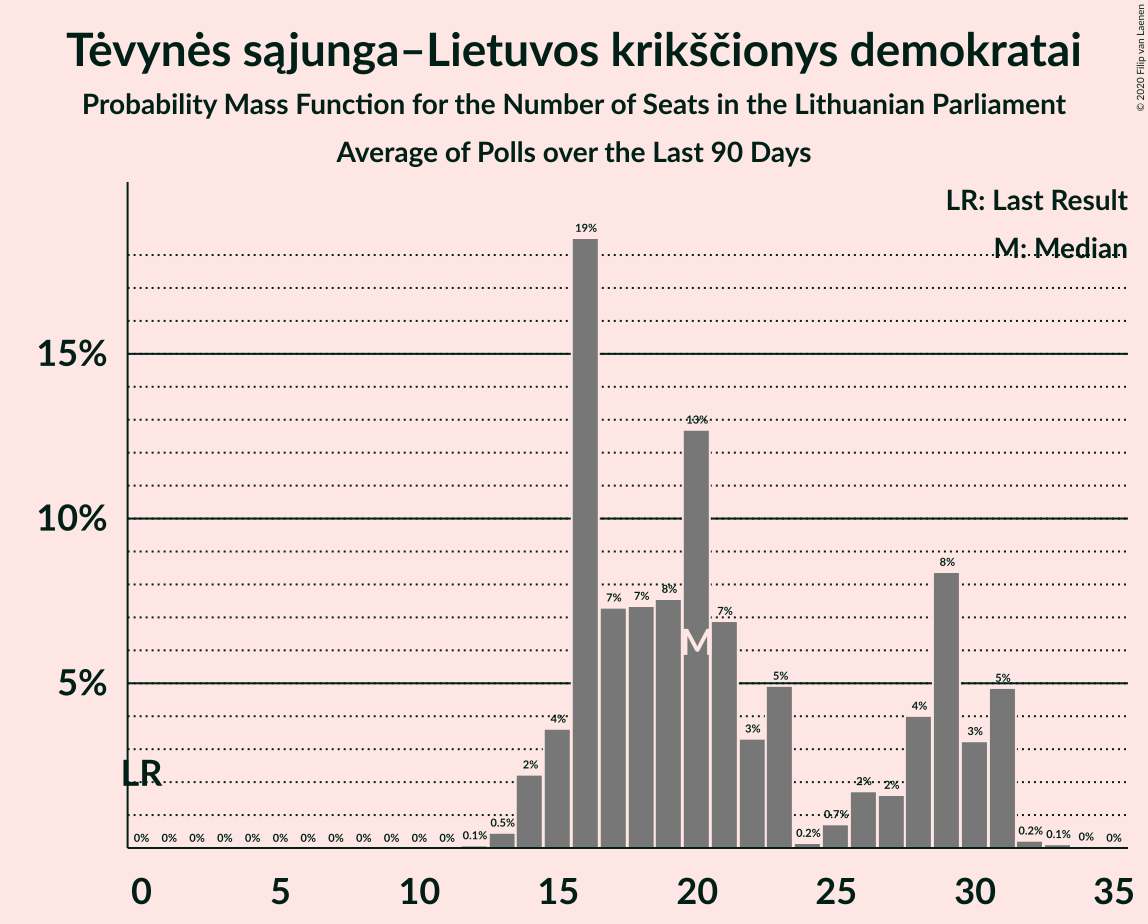 Tėvynės sąjunga–Lietuvos krikščionys demokratai
Probability Mass Function for the Number of Seats in the Lithuanian Parliament
Average of Polls over the Last 90 Days
© 2020 Filip van Laenen
LR: Last Result
M: Median
19%
15%
13%
10%
8%
7% 7% 8% 7%
M
5%
5% 5%
4% 4%
3% 3%
LR
2% 2% 2%
0% 0% 0% 0% 0% 0% 0% 0% 0% 0% 0% 0% 0.1% 0.5% 0.2% 0.7% 0.2% 0.1% 0% 0%
0 5 10 15 20 25 30 35